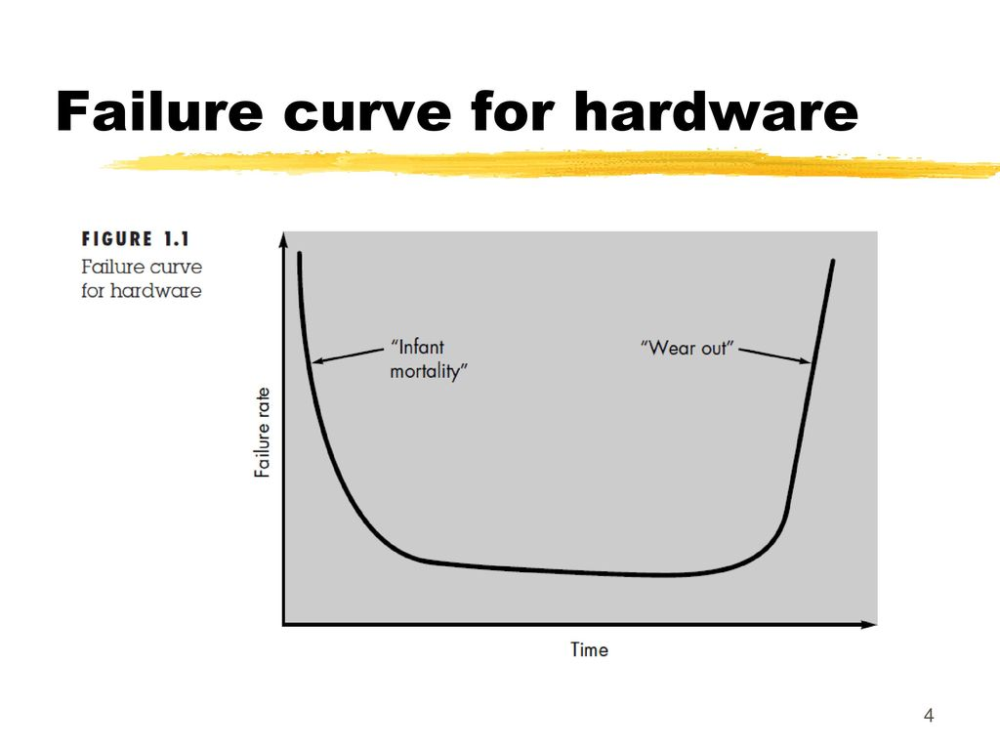 Failure curve for hardware
FIGURE 1.1
Failure curve
for hardware
“Infant
mortality”
“Wear out”
Failure rate
Time
4